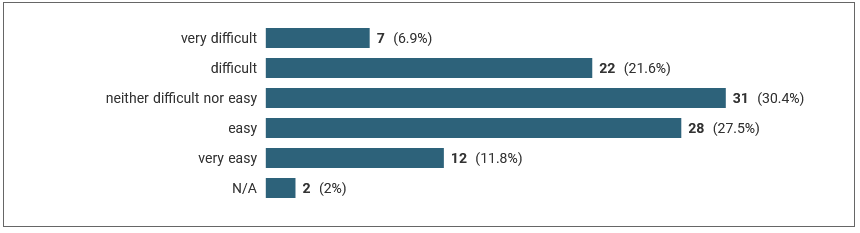 very difficult 7 (6.9%)
difficult 22 (21.6%)
neither difficult nor easy 31 (30.4%)
easy 28 (27.5%)
very easy 12 (11.8%)
N/A 2 (2%)